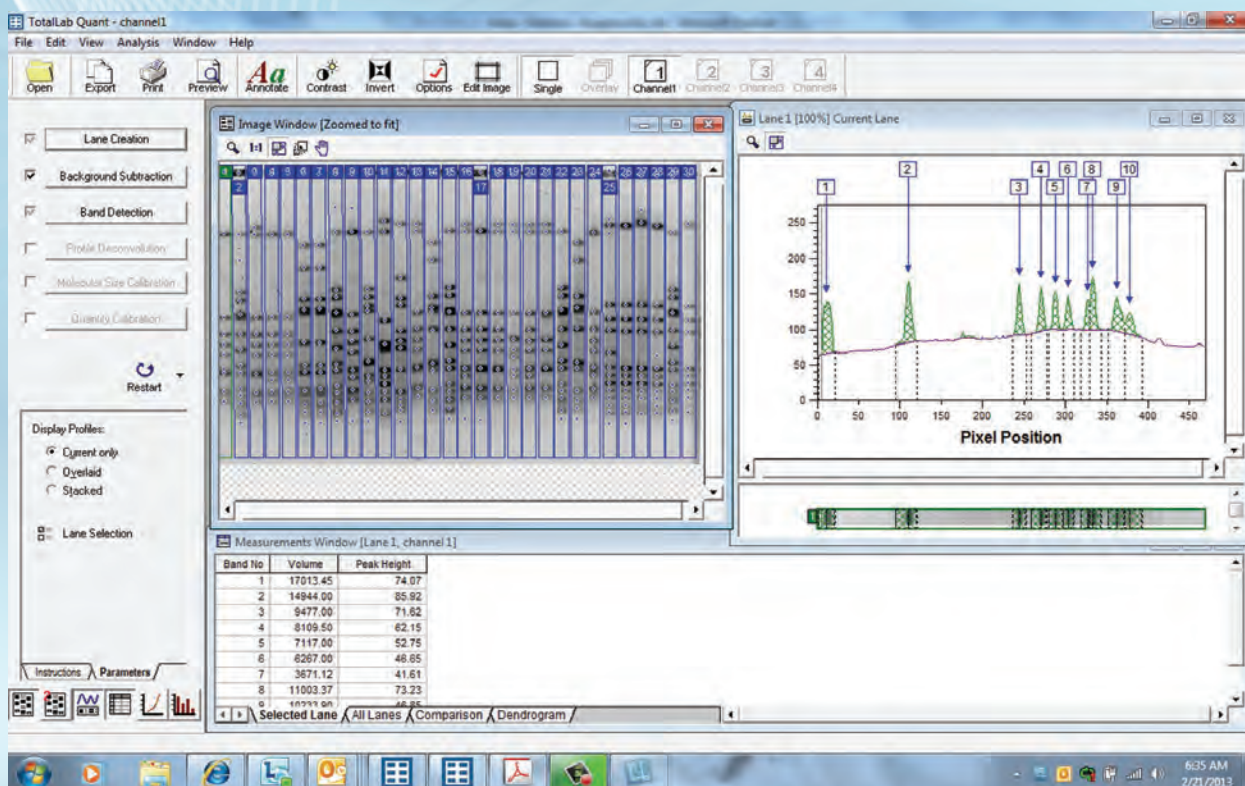 TotalLab Quant - channel1
File Edit View Analysis Window Help
Open Export Print Preview Annotate Contrast Invert Options Edit Image Single Overlay Channel1 Channel2 Channel3 Channel4
Lane Creation
Background Subtraction
Band Detection
Profile Deconvolution
Molecular Size Calibration
Quantity Calibration
Restart
Display Profiles:
Current only
Overlaid
Stacked
Lane Selection
Instructions Parameters
Image Window [Zoomed to fit]
1:1
3 4 5 6 7 8 9 10 11 12 13 14 15 16 18 19 20 21 22 23 24 26 27 28 29 30
2 17 25
Lane 1 [100%] Current Lane
2 4 6 8 10
1 3 5 7 9
250
200
150
100
50
0
0 50 100 150 200 250 300 350 400 450
Pixel Position
Measurements Window [Lane 1, channel 1]
Band No Volume Peak Height
1 17013.45 74.07
2 14944.00 85.92
3 9477.00 71.62
4 8109.50 62.15
5 7117.00 52.75
6 6267.00 46.65
7 3671.12 41.61
8 11003.37 73.23
9 10233.90 46.85
Selected Lane All Lanes Comparison Dendrogram
6:35 AM
2/21/2013